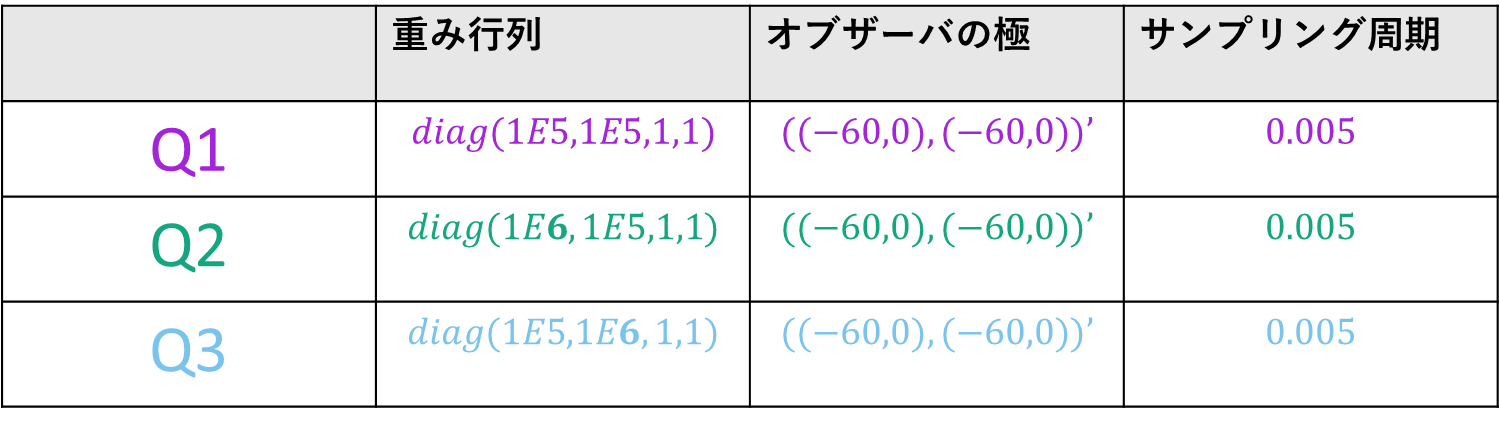 重み行列 オブザーバの極 サンプリング周期
Q1 diag(1E5,1E5,1,1) ((−60,0),(−60,0))’ 0.005
Q2 diag(1E6,1E5,1,1) ((−60,0),(−60,0))’ 0.005
Q3 diag(1E5,1E6,1,1) ((−60,0),(−60,0))’ 0.005